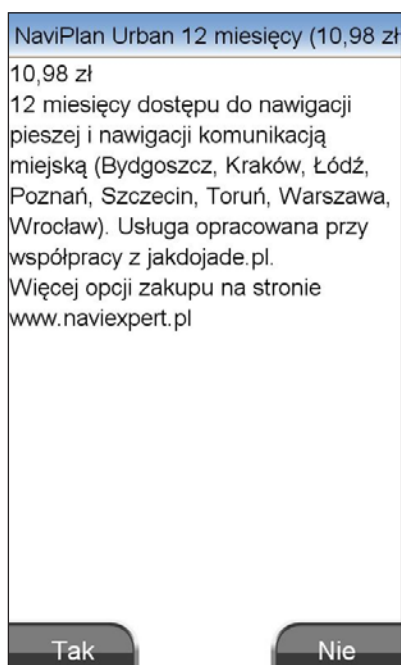 NaviPlan Urban 12 miesięcy (10,98 zł
10,98 zł
12 miesięcy dostępu do nawigacji
pieszej i nawigacji komunikacją
miejską (Bydgoszcz, Kraków, Łódź,
Poznań, Szczecin, Toruń, Warszawa,
Wrocław). Usługa opracowana przy
współpracy z jakdojade.pl.
Więcej opcji zakupu na stronie
www.naviexpert.pl
Tak Nie